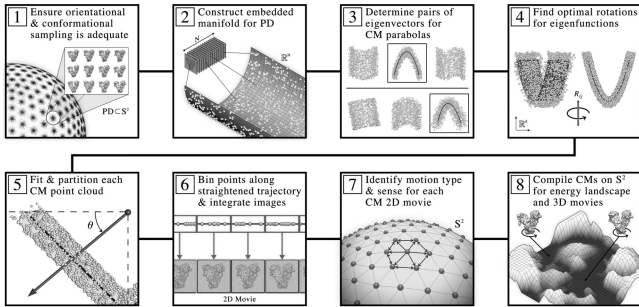 1 Ensure orientational
& conformational
sampling is adequate
PD⊂S²
2 Construct embedded
manifold for PD
N
ℝⁿ
3 Determine pairs of
eigenvectors for
CM parabolas
4 Find optimal rotations
for eigenfunctions
ℝᵈ
5 Fit & partition each
CM point cloud
θ
6 Bin points along
straightened trajectory
& integrate images
2D Movie
7 Identify motion type
& sense for each
CM 2D movie
S²
8 Compile CMs on S²
for energy landscape
and 3D movies